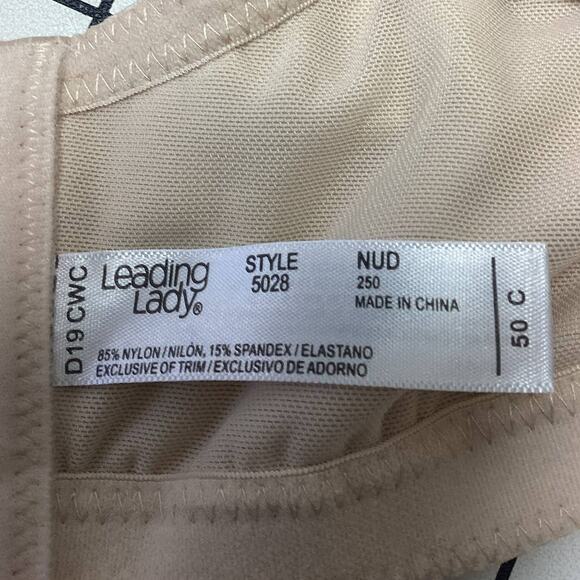 D19 CWC
Leading
Lady®
STYLE
5028
NUD
250
MADE IN CHINA
85% NYLON/NILÓN, 15% SPANDEX/ELASTANO
EXCLUSIVE OF TRIM/EXCLUSIVO DE ADORNO
50 C